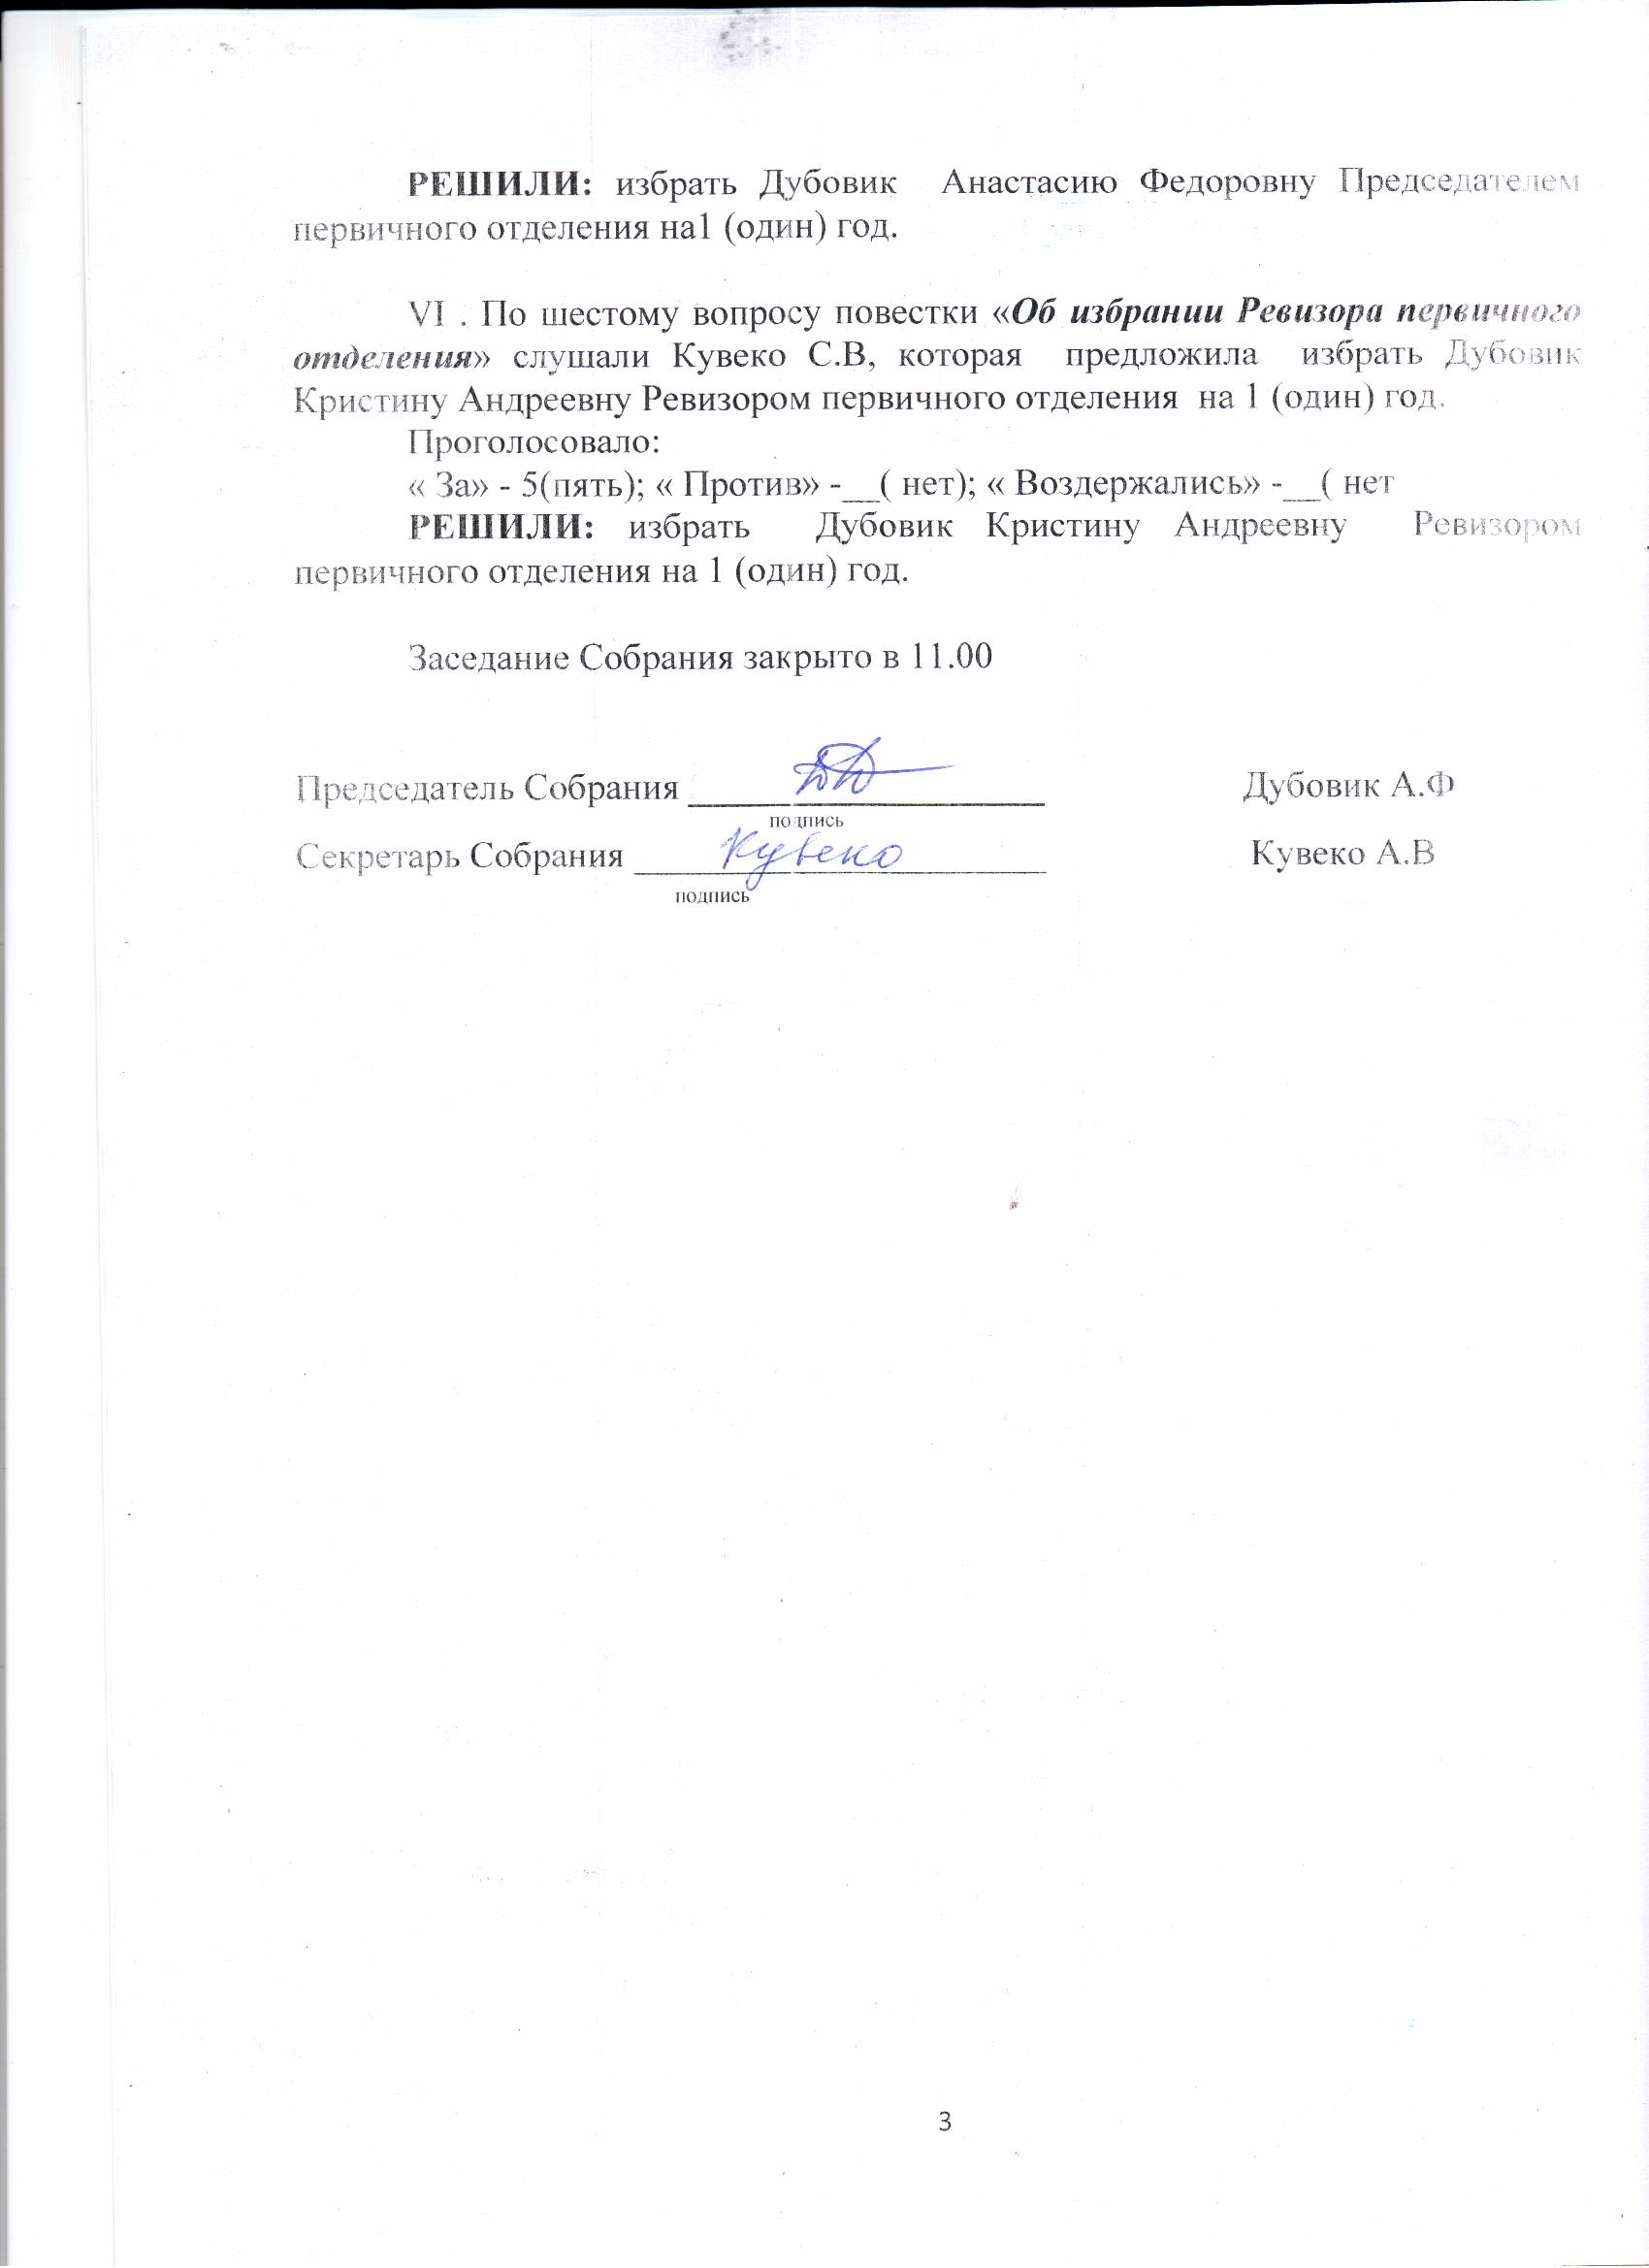 РЕШИЛИ: избрать Дубовик Анастасию Федоровну Председателем
первичного отделения на1 (один) год.
VI . По шестому вопросу повестки «Об избрании Ревизора первичного
отделения» слушали Кувеко С.В, которая предложила избрать Дубовик
Кристину Андреевну Ревизором первичного отделения на 1 (один) год.
Проголосовало:
« За» - 5(пять); « Против» -__( нет); « Воздержались» -__( нет
РЕШИЛИ: избрать Дубовик Кристину Андреевну Ревизором
первичного отделения на 1 (один) год.
Заседание Собрания закрыто в 11.00
Председатель Собрания ____________________ Дубовик А.Ф
подпись
Секретарь Собрания Кувеко Кувеко А.В
подпись
3